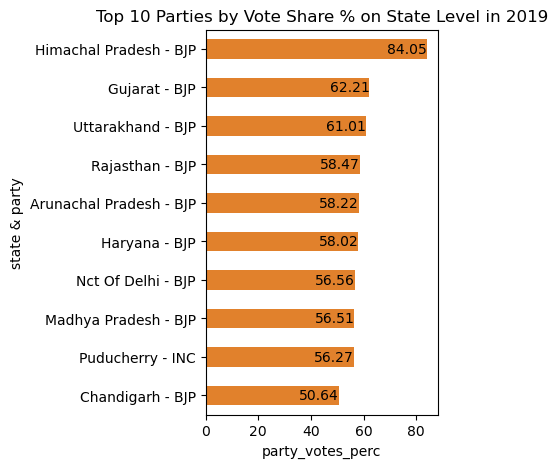 Top 10 Parties by Vote Share % on State Level in 2019
state & party
Himachal Pradesh - BJP 84.05
Gujarat - BJP 62.21
Uttarakhand - BJP 61.01
Rajasthan - BJP 58.47
Arunachal Pradesh - BJP 58.22
Haryana - BJP 58.02
Nct Of Delhi - BJP 56.56
Madhya Pradesh - BJP 56.51
Puducherry - INC 56.27
Chandigarh - BJP 50.64
0 20 40 60 80
party_votes_perc